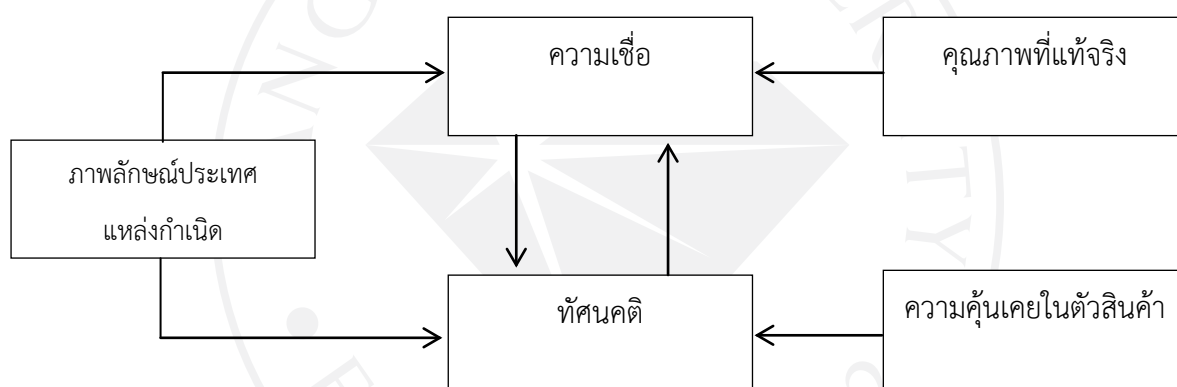 ความเชื่อ
คุณภาพที่แท้จริง
ภาพลักษณ์ประเทศ
แหล่งกำเนิด
ทัศนคติ
ความคุ้นเคยในตัวสินค้า